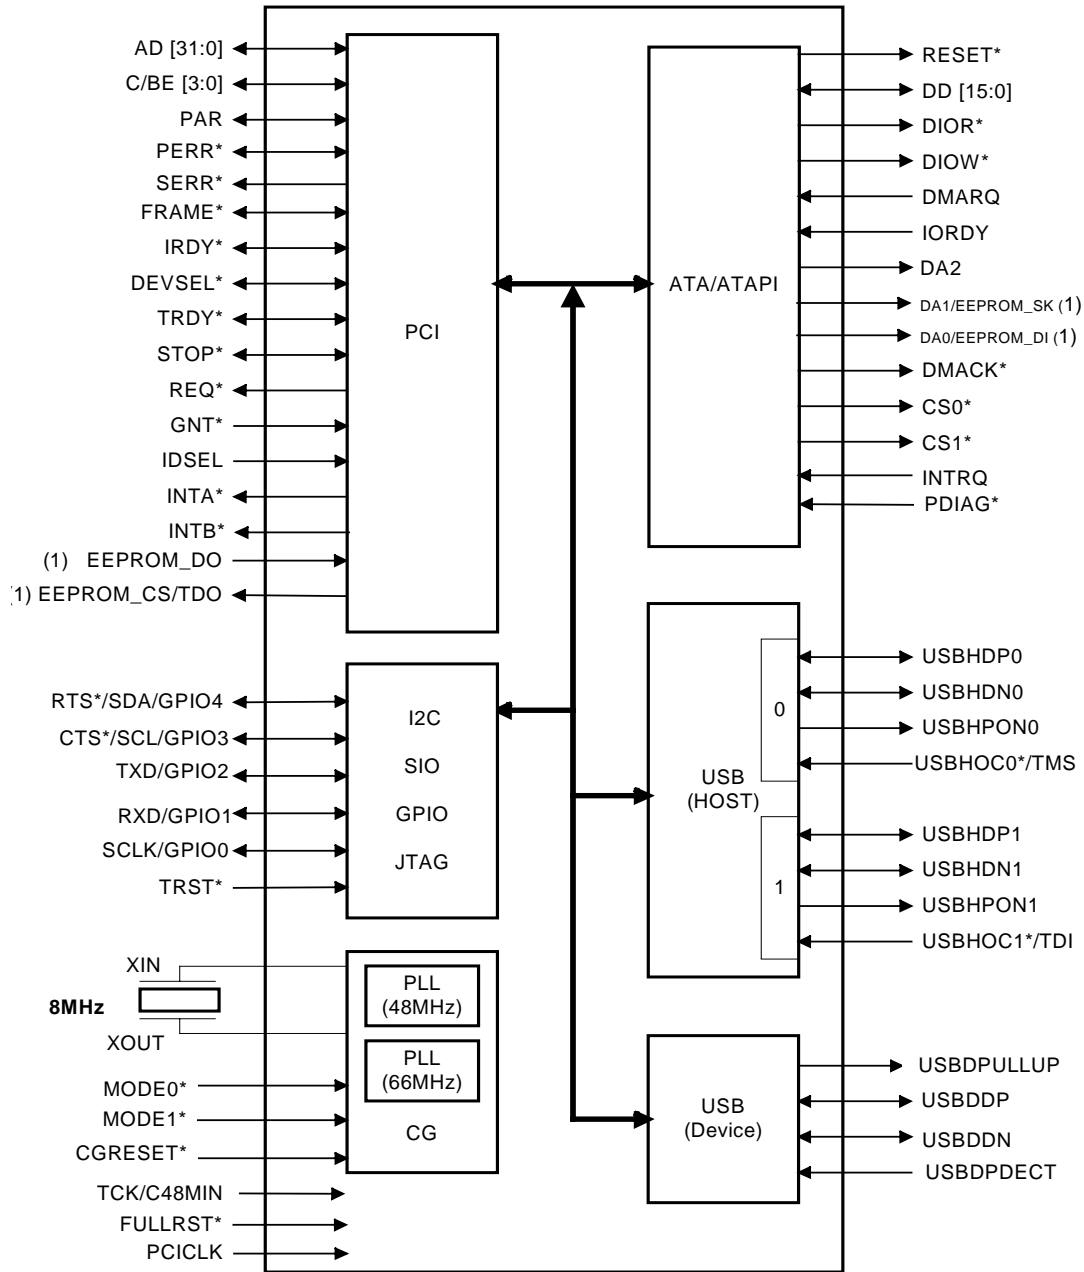 AD [31:0]
C/BE [3:0]
PAR
PERR*
SERR*
FRAME*
IRDY*
DEVSEL*
TRDY*
STOP*
REQ*
GNT*
IDSEL
INTA*
INTB*
(1) EEPROM_DO
(1) EEPROM_CS/TDO
PCI
ATA/ATAPI
RESET*
DD [15:0]
DIOR*
DIOW*
DMARQ
IORDY
DA2
DA1/EEPROM_SK (1)
DA0/EEPROM_DI (1)
DMACK*
CS0*
CS1*
INTRQ
PDIAG*
RTS*/SDA/GPIO4
CTS*/SCL/GPIO3
TXD/GPIO2
RXD/GPIO1
SCLK/GPIO0
TRST*
I2C
SIO
GPIO
JTAG
USB
(HOST)
0
1
USBHDP0
USBHDN0
USBHPON0
USBHOC0*/TMS
USBHDP1
USBHDN1
USBHPON1
USBHOC1*/TDI
XIN
8MHz
XOUT
MODE0*
MODE1*
CGRESET*
TCK/C48MIN
FULLRST*
PCICLK
PLL
(48MHz)
PLL
(66MHz)
CG
USB
(Device)
USBDPULLUP
USBDDP
USBDDN
USBDPDECT